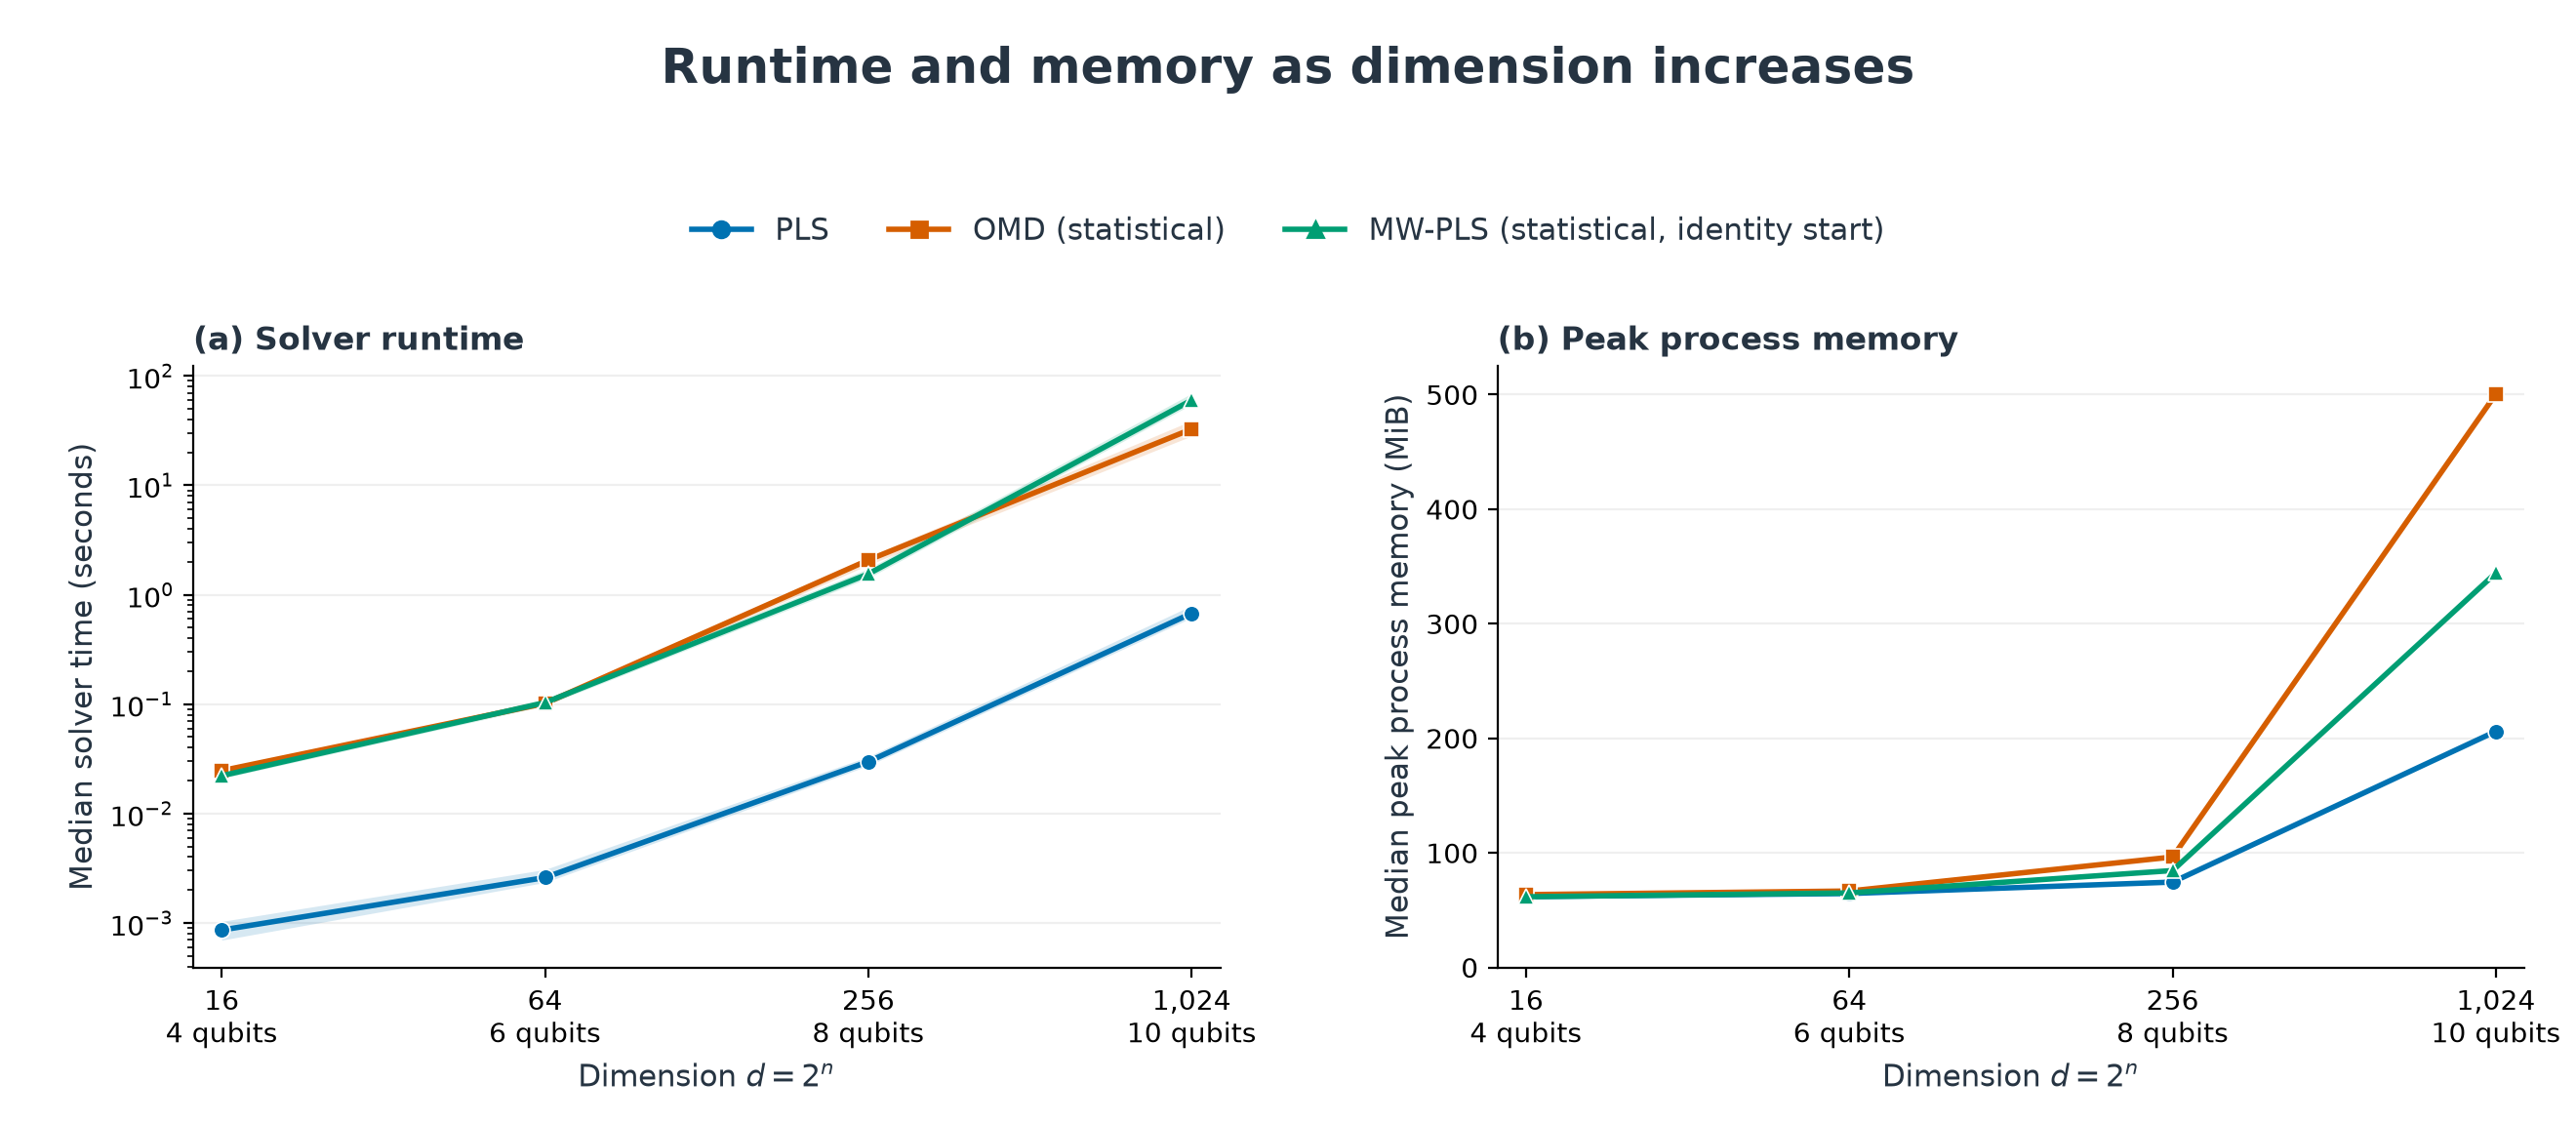 Runtime and memory as dimension increases
PLS
OMD (statistical)
MW-PLS (statistical, identity start)
(a) Solver runtime
Median solver time (seconds)
10²
10¹
10⁰
10⁻¹
10⁻²
10⁻³
16
4 qubits
64
6 qubits
256
8 qubits
1,024
10 qubits
Dimension d = 2ⁿ
(b) Peak process memory
Median peak process memory (MiB)
500
400
300
200
100
0
16
4 qubits
64
6 qubits
256
8 qubits
1,024
10 qubits
Dimension d = 2ⁿ